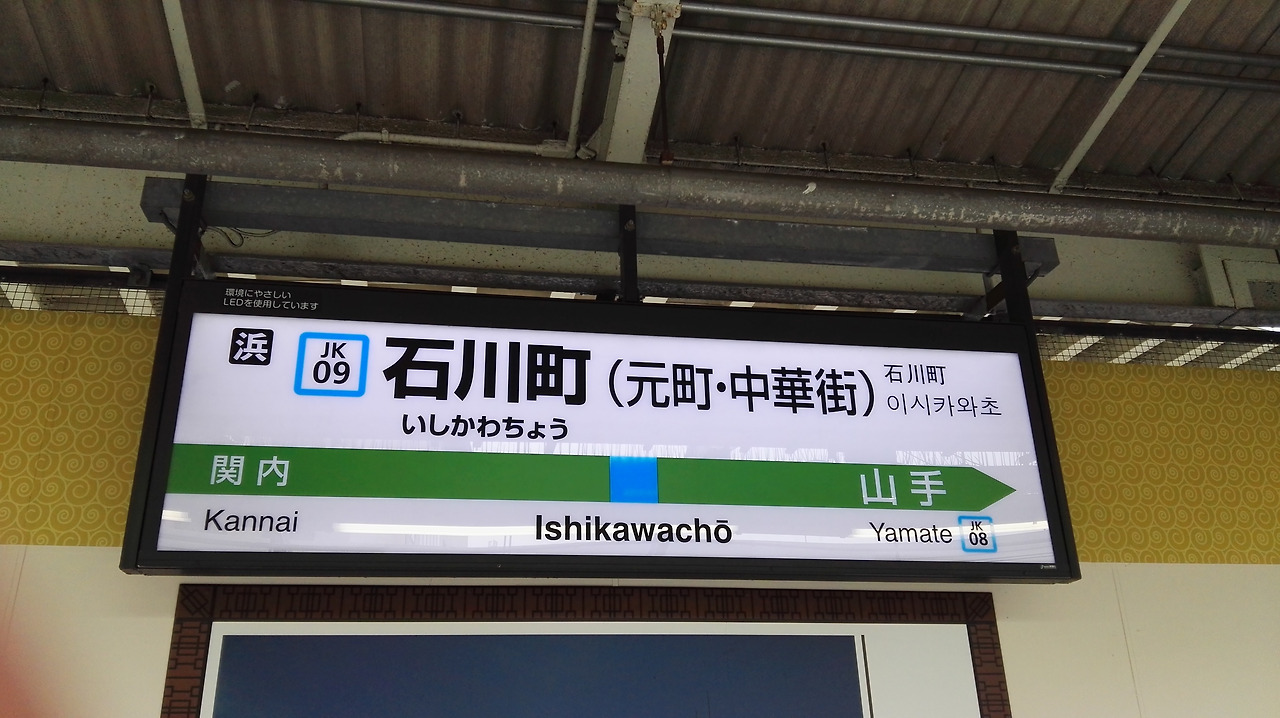 環境にやさしい
LEDを使用しています
浜 JK 09 石川町 (元町・中華街) 石川町
이시카와초
いしかわちょう
関内 山手
Kannai Ishikawachō Yamate JK 08